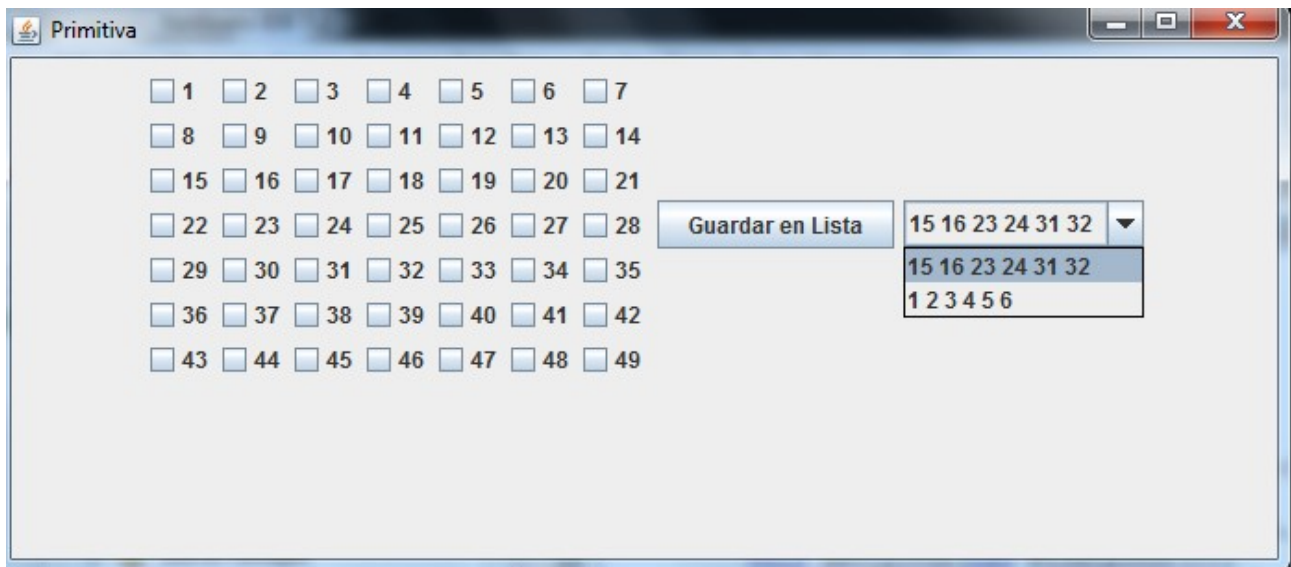 Primitiva
1 2 3 4 5 6 7
8 9 10 11 12 13 14
15 16 17 18 19 20 21
22 23 24 25 26 27 28 Guardar en Lista 15 16 23 24 31 32
15 16 23 24 31 32
29 30 31 32 33 34 35
1 2 3 4 5 6
36 37 38 39 40 41 42
43 44 45 46 47 48 49